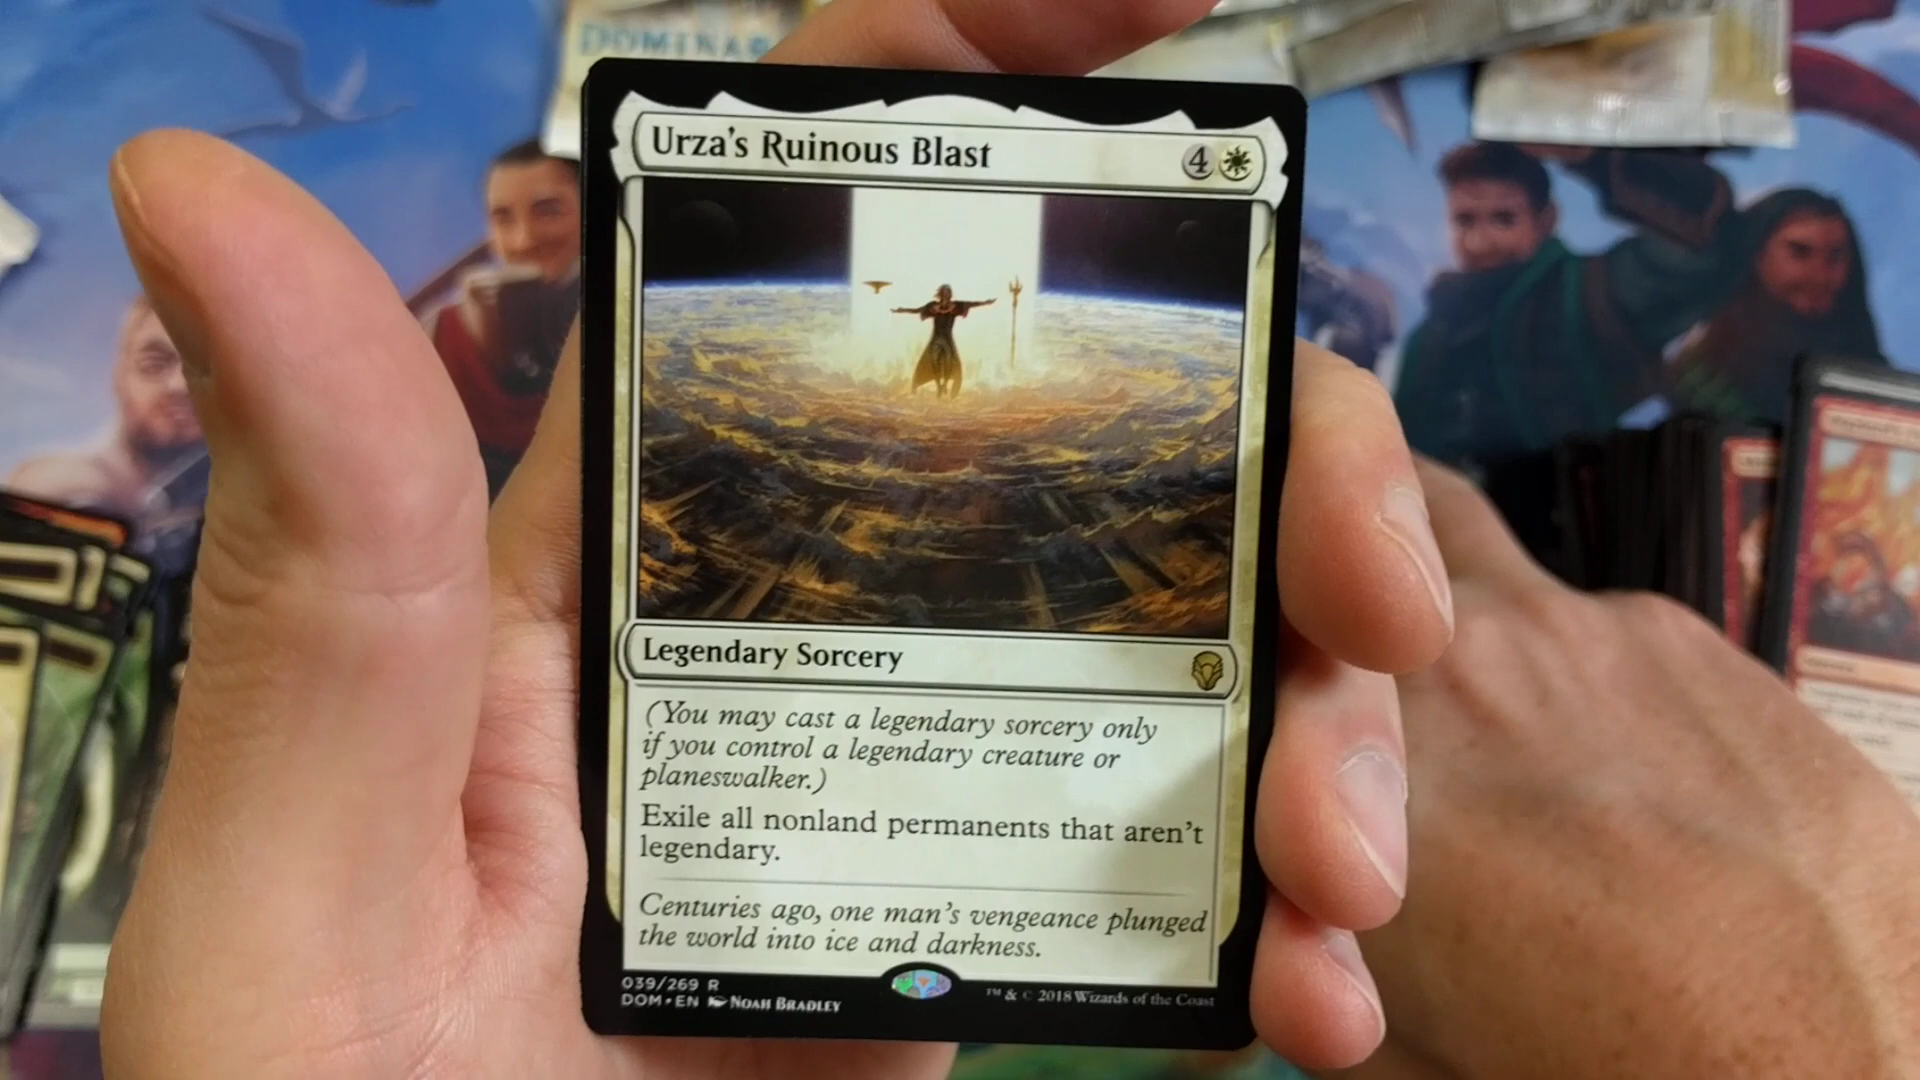 DOMINAR
Urza's Ruinous Blast
4
Legendary Sorcery
(You may cast a legendary sorcery only
if you control a legendary creature or
planeswalker.)
Exile all nonland permanents that aren't
legendary.
Centuries ago, one man's vengeance plunged
the world into ice and darkness.
039/269 R
DOM • EN Noah Bradley
™ & © 2018 Wizards of the Coast